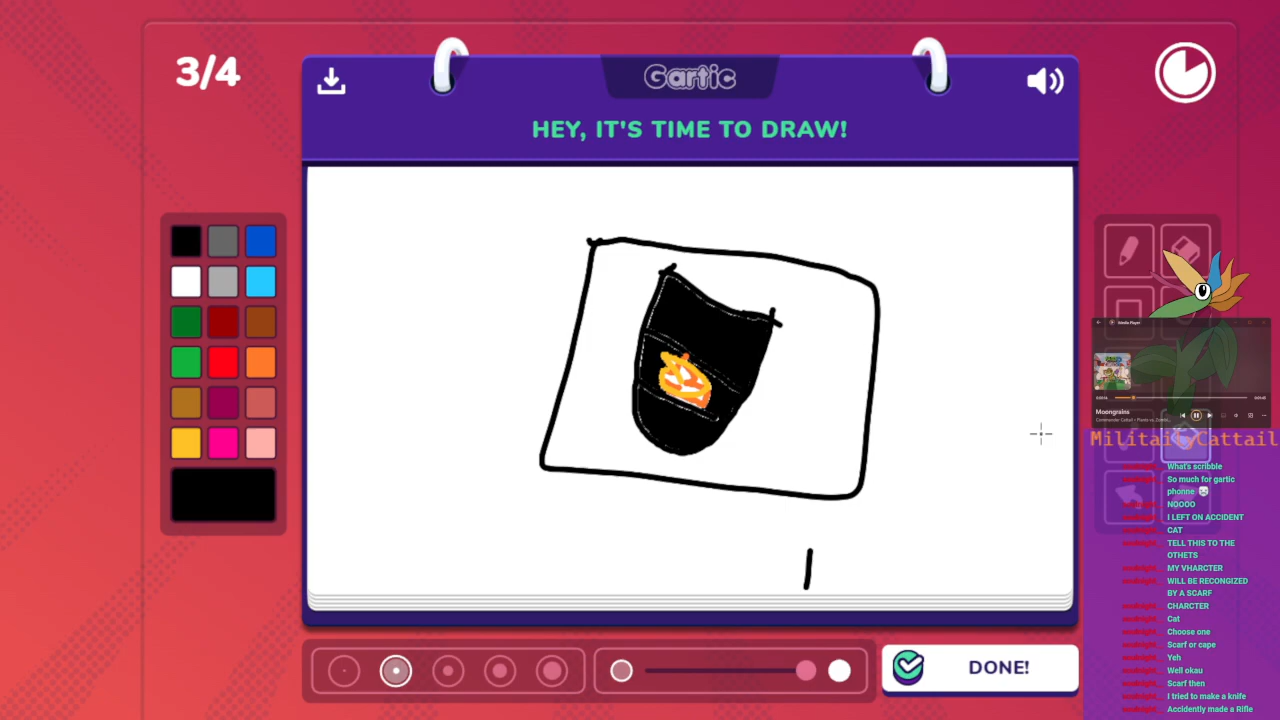 3/4
Gartic
HEY, IT'S TIME TO DRAW!
Media Player
Moongrains
MilitaryCattail
What's scribble
So much for gartic
phonne
NOOOO
I LEFT ON ACCIDENT
CAT
TELL THIS TO THE
OTHETS
MY VHARCTER
WILL BE RECONGIZED
BY A SCARF
CHARCTER
Cat
Choose one
Scarf or cape
Yeh
Well okau
Scarf then
I tried to make a knife
Accidently made a Rifle
DONE!